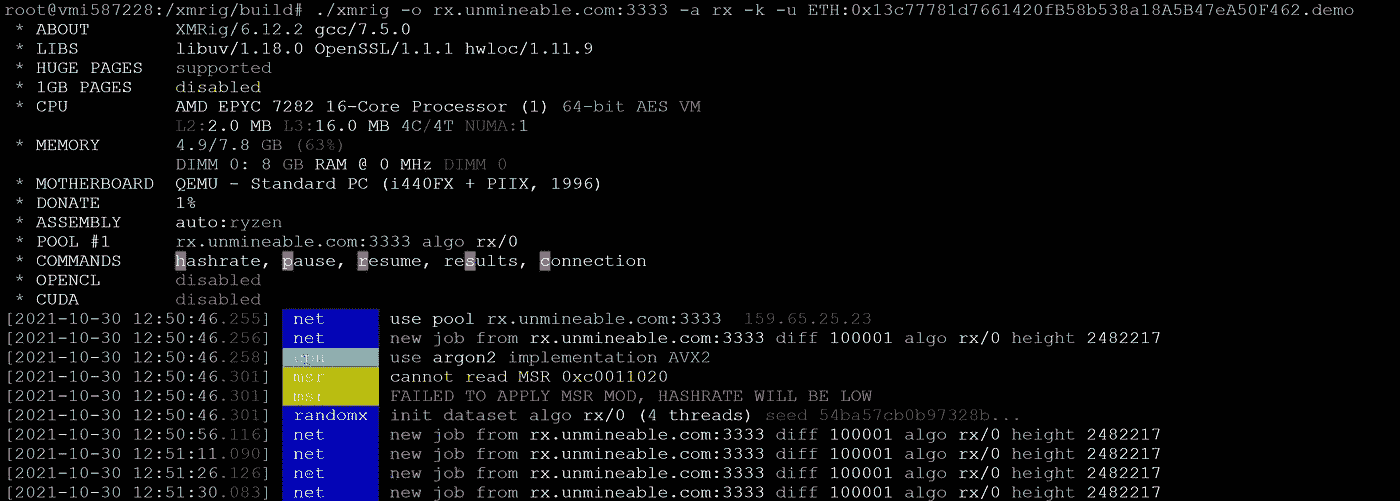 root@vmi587228:/xmrig/build# ./xmrig -o rx.unmineable.com:3333 -a rx -k -u ETH:0x13c77781d7661420fB58b538a18A5B47eA50F462.demo
* ABOUT XMRig/6.12.2 gcc/7.5.0
* LIBS libuv/1.18.0 OpenSSL/1.1.1 hwloc/1.11.9
* HUGE PAGES supported
* 1GB PAGES disabled
* CPU AMD EPYC 7282 16-Core Processor (1) 64-bit AES VM
L2:2.0 MB L3:16.0 MB 4C/4T NUMA:1
* MEMORY 4.9/7.8 GB (63%)
DIMM 0: 8 GB RAM @ 0 MHz DIMM 0
* MOTHERBOARD QEMU - Standard PC (i440FX + PIIX, 1996)
* DONATE 1%
* ASSEMBLY auto:ryzen
* POOL #1 rx.unmineable.com:3333 algo rx/0
* COMMANDS hashrate, pause, resume, results, connection
* OPENCL disabled
* CUDA disabled
[2021-10-30 12:50:46.255] net use pool rx.unmineable.com:3333 159.65.25.23
[2021-10-30 12:50:46.256] net new job from rx.unmineable.com:3333 diff 100001 algo rx/0 height 2482217
[2021-10-30 12:50:46.258] cpu use argon2 implementation AVX2
[2021-10-30 12:50:46.301] msr cannot read MSR 0xc0011020
[2021-10-30 12:50:46.301] msr FAILED TO APPLY MSR MOD, HASHRATE WILL BE LOW
[2021-10-30 12:50:46.301] randomx init dataset algo rx/0 (4 threads) seed 54ba57cb0b97328b...
[2021-10-30 12:50:56.116] net new job from rx.unmineable.com:3333 diff 100001 algo rx/0 height 2482217
[2021-10-30 12:51:11.090] net new job from rx.unmineable.com:3333 diff 100001 algo rx/0 height 2482217
[2021-10-30 12:51:26.126] net new job from rx.unmineable.com:3333 diff 100001 algo rx/0 height 2482217
[2021-10-30 12:51:30.083] net new job from rx.unmineable.com:3333 diff 100001 algo rx/0 height 2482217